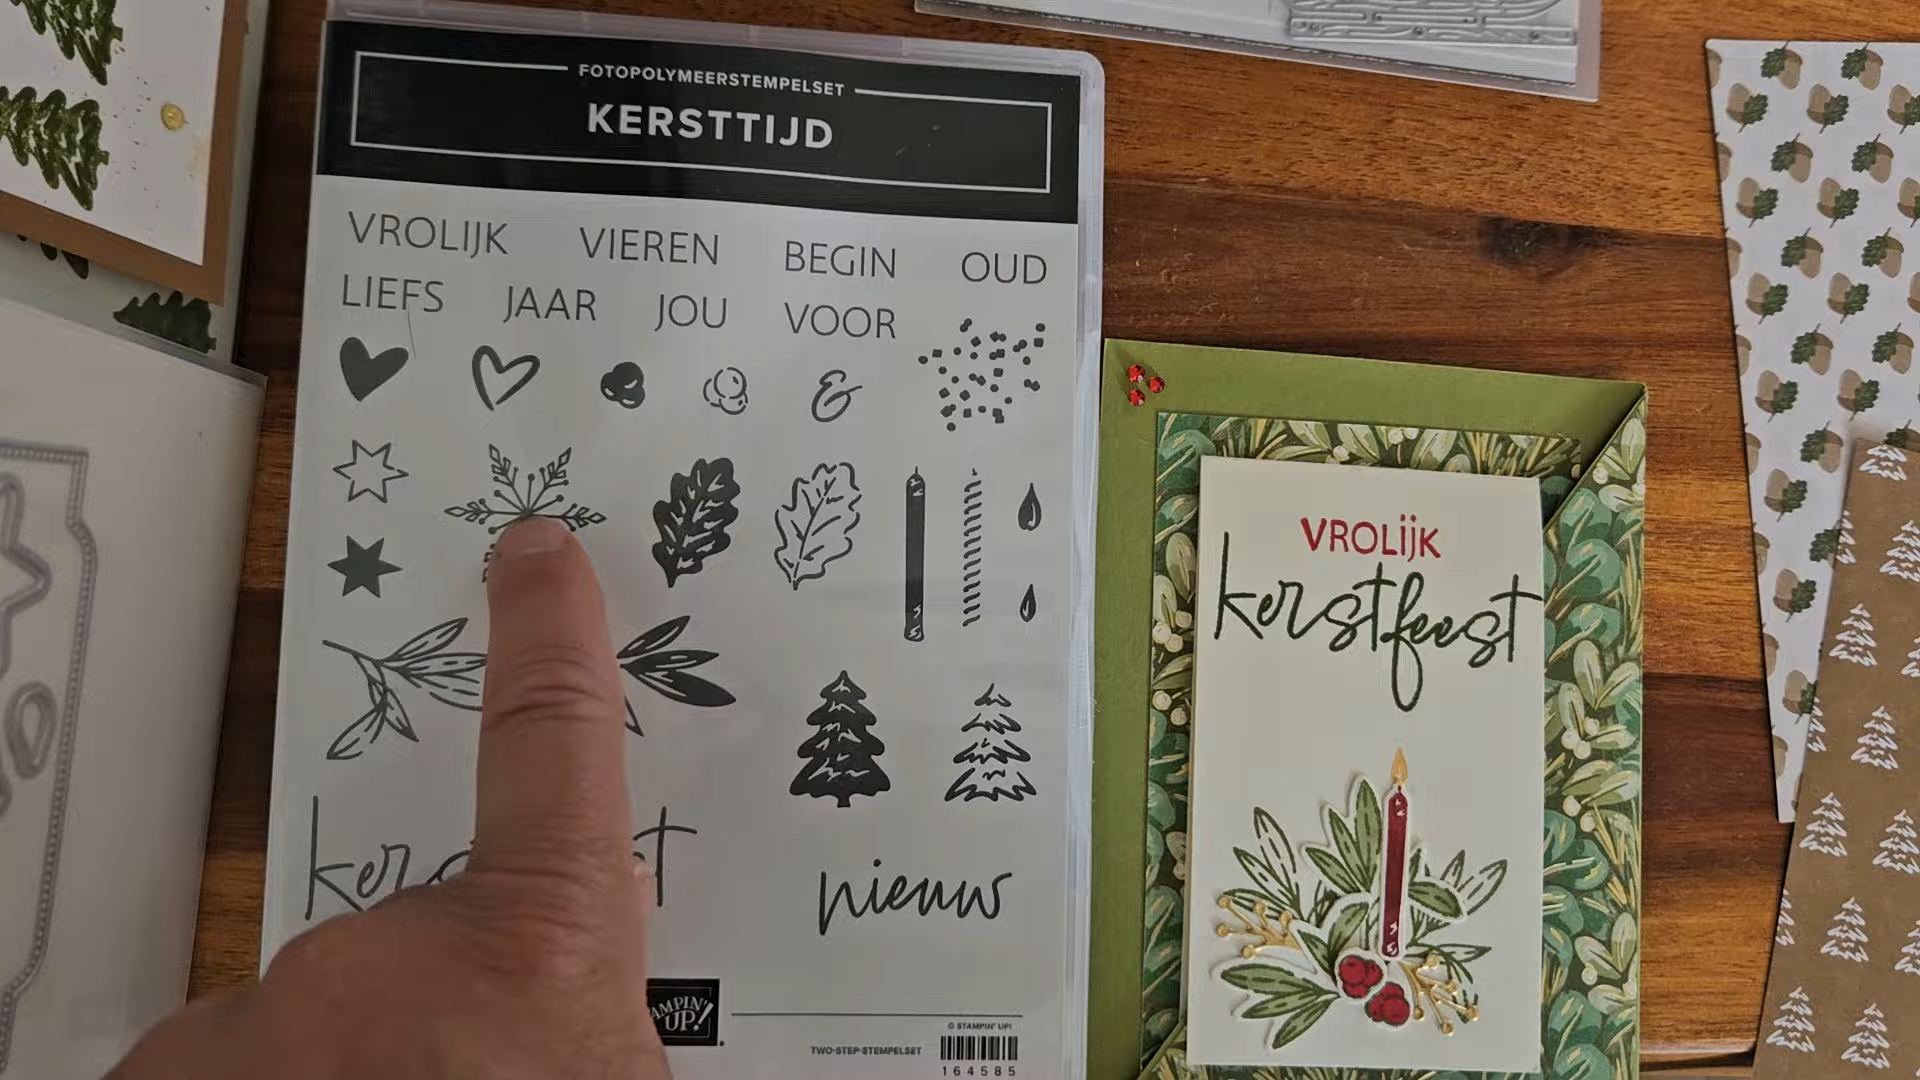 FOTOPOLYMEERSTEMPELSET
KERSTTIJD
VROLIJK VIEREN BEGIN OUD
LIEFS JAAR JOU VOOR
&
nieuw
UP!
© STAMPIN' UP!
TWO-STEP-STEMPELSET
164585
VROLIJK
kerstfeest